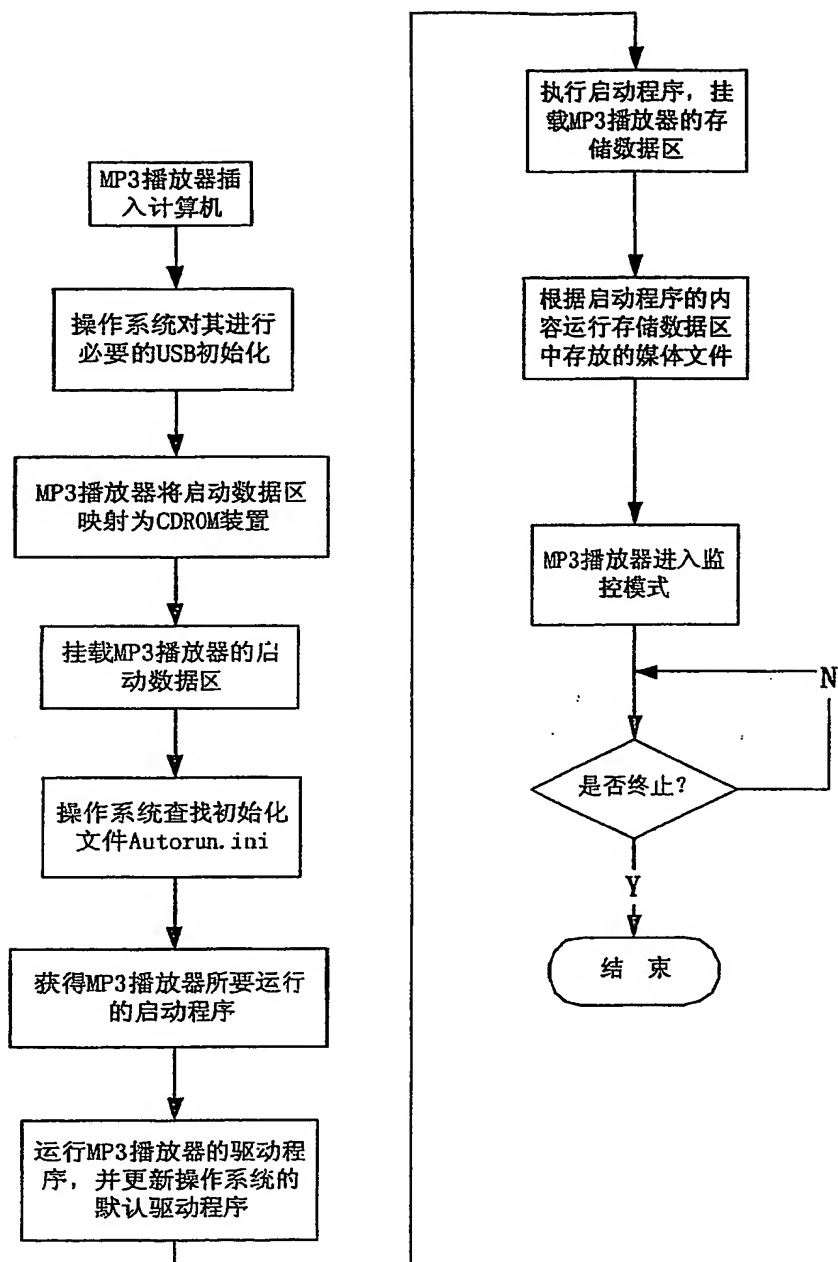 MP3播放器插
入计算机
操作系统对其进行
必要的USB初始化
MP3播放器将启动数据区
映射为CDROM装置
挂载MP3播放器的启
动数据区
操作系统查找初始化
文件Autorun.ini
获得MP3播放器所要运行
的启动程序
运行MP3播放器的驱动程
序，并更新操作系统的
默认驱动程序
执行启动程序，挂
载MP3播放器的存
储数据区
根据启动程序的内
容运行存储数据区
中存放的媒体文件
MP3播放器进入监
控模式
N
是否终止?
Y
结 束